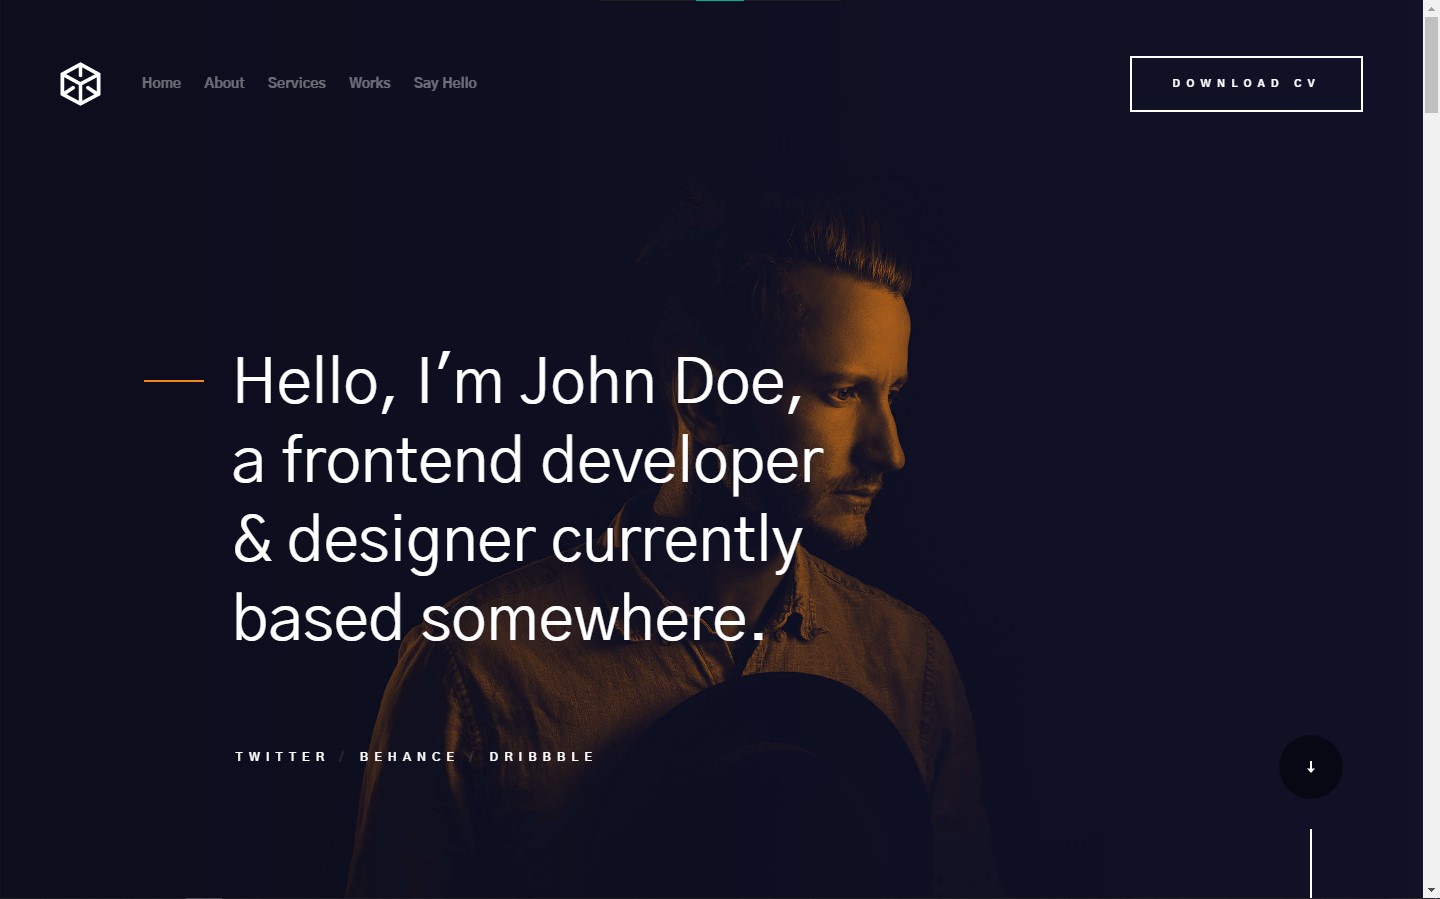 Home About Services Works Say Hello
DOWNLOAD CV
Hello, I’m John Doe,
a frontend developer
& designer currently
based somewhere.
TWITTER / BEHANCE / DRIBBBLE